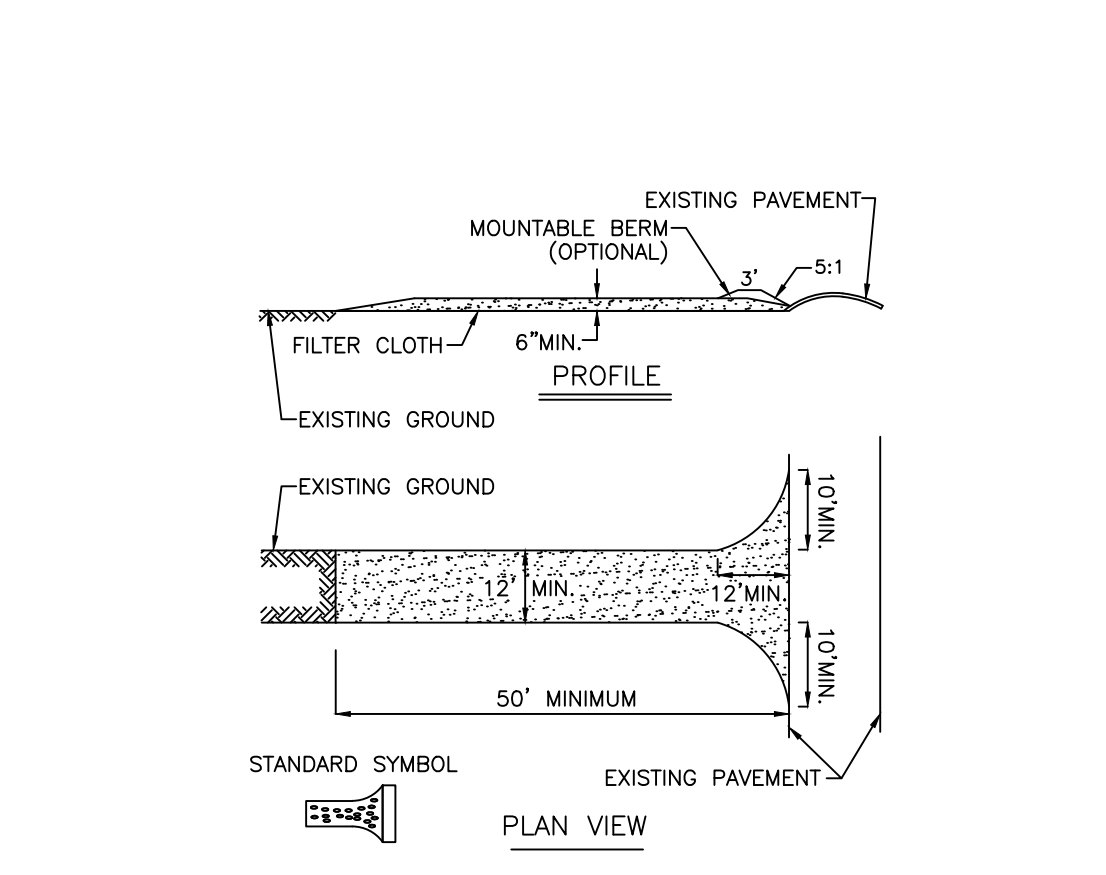 EXISTING PAVEMENT
MOUNTABLE BERM
(OPTIONAL)
3'
5:1
FILTER CLOTH
6"MIN.
PROFILE
EXISTING GROUND
EXISTING GROUND
10'MIN.
12' MIN.
12'MIN.
10'MIN.
50' MINIMUM
STANDARD SYMBOL
EXISTING PAVEMENT
PLAN VIEW